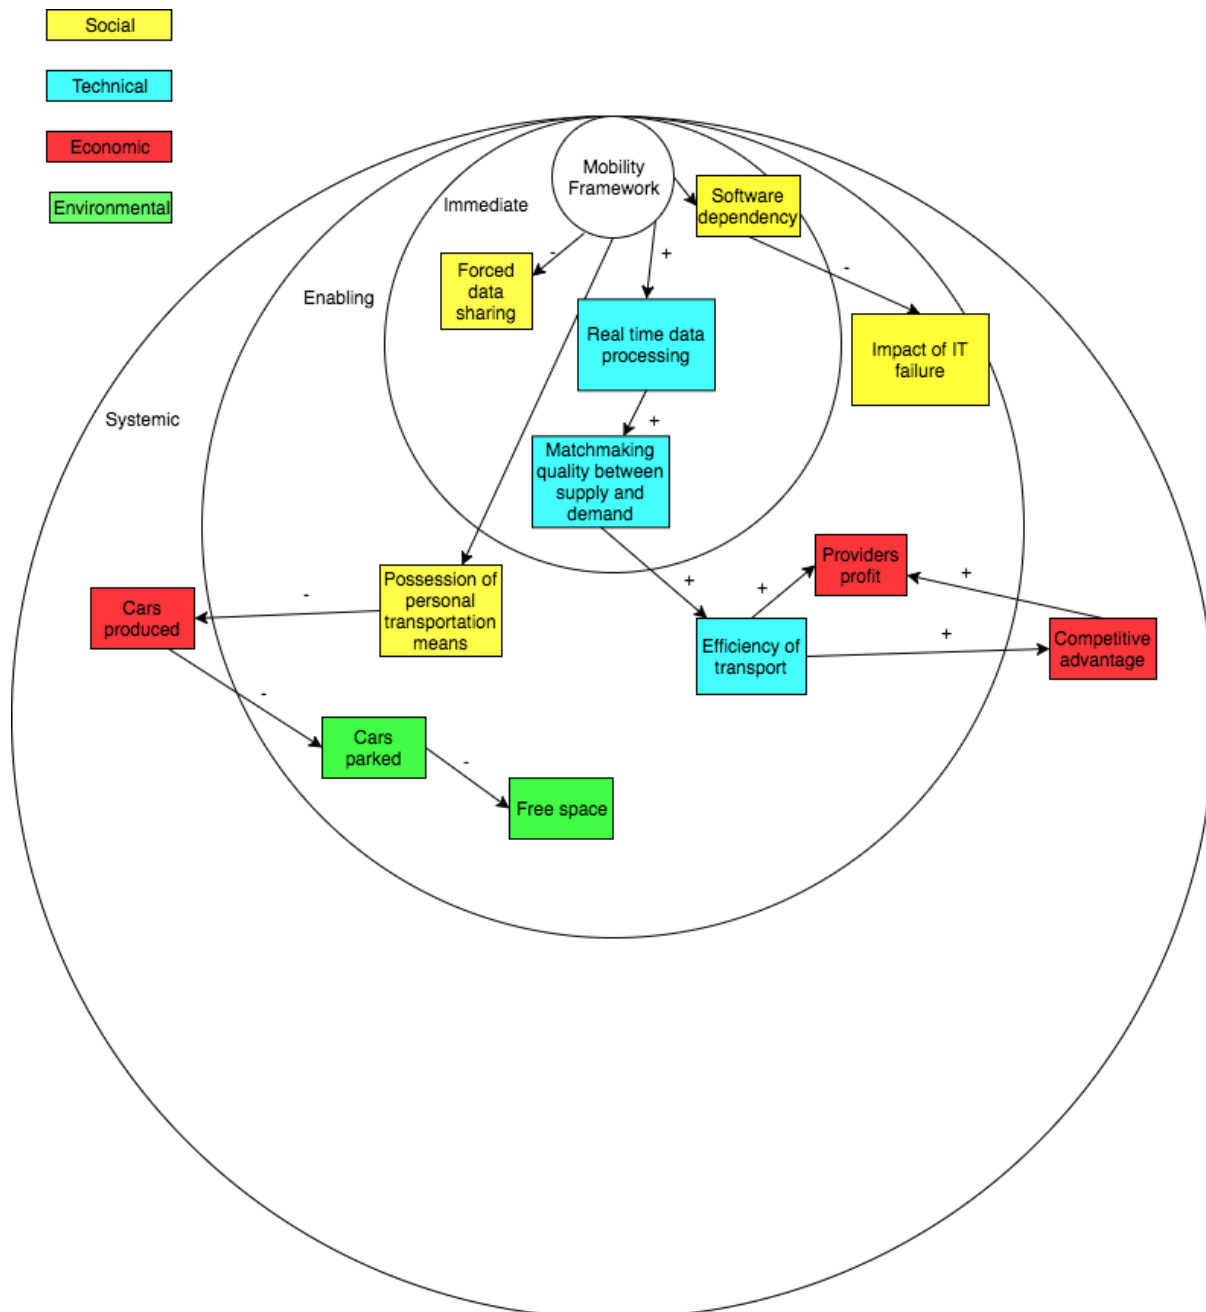 Social
Technical
Economic
Environmental
Mobility
Framework
Immediate
Software
dependency
-
+
-
Forced
data
sharing
Enabling
Real time data
processing
Impact of IT
failure
Systemic
+
Matchmaking
quality between
supply and
demand
Providers
profit
+
+
+
Possession of
personal
transportation
means
-
Cars
produced
Efficiency of
transport
+
Competitive
advantage
-
Cars
parked
-
Free space